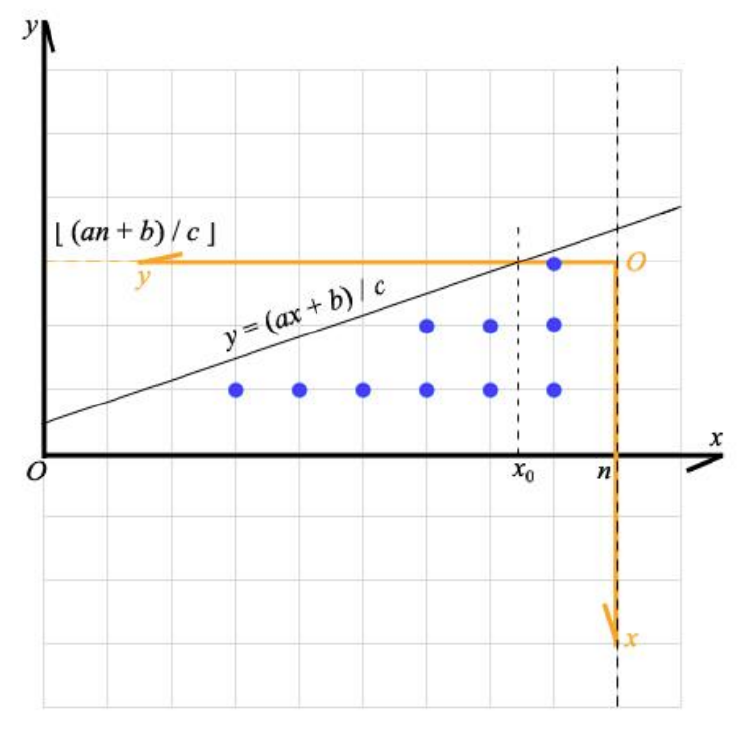 y
⌊ (an + b) / c ⌋
y
O
y = (ax + b) / c
x
O
x₀
n
x